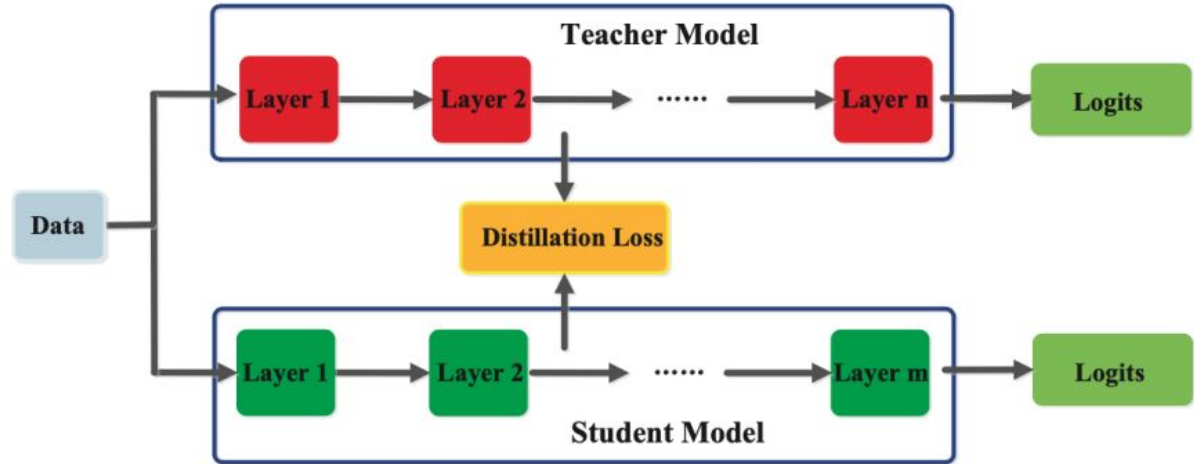 Teacher Model
Layer 1
Layer 2
......
Layer n
Logits
Data
Distillation Loss
Layer 1
Layer 2
......
Layer m
Logits
Student Model